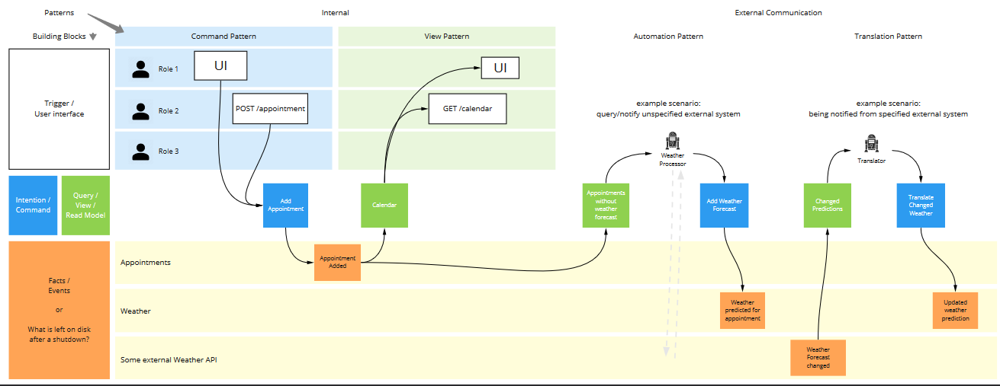 Patterns
Internal
External Communication
Building Blocks
Command Pattern
View Pattern
Automation Pattern
Translation Pattern
Trigger /
User interface
Role 1
UI
UI
Role 2
POST /appointment
GET /calendar
Role 3
example scenario:
query/notify unspecified external system
example scenario:
being notified from specified external system
Weather
Processor
Translator
Intention /
Command
Query /
View /
Read Model
Add
Appointment
Calendar
Appointments
without
weather
forecast
Add Weather
Forecast
Changed
Predictions
Translate
Changed
Weather
Facts /
Events
or
What is left on disk
after a shutdown?
Appointments
Appointment
Added
Weather
Weather
predicted for
appointment
Updated
weather
prediction
Some external Weather API
Weather
Forecast
changed